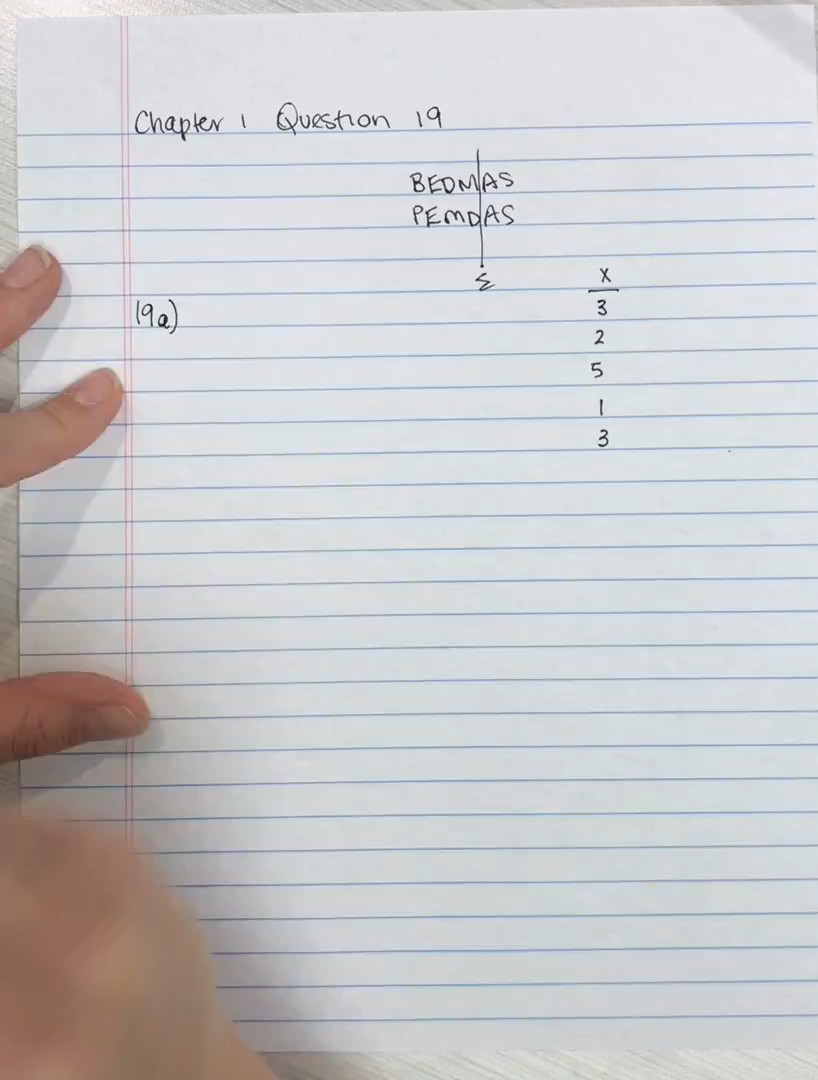 Chapter 1 Question 19
BEDMAS
PEMDAS
Σ
X
19a)
3
2
5
1
3